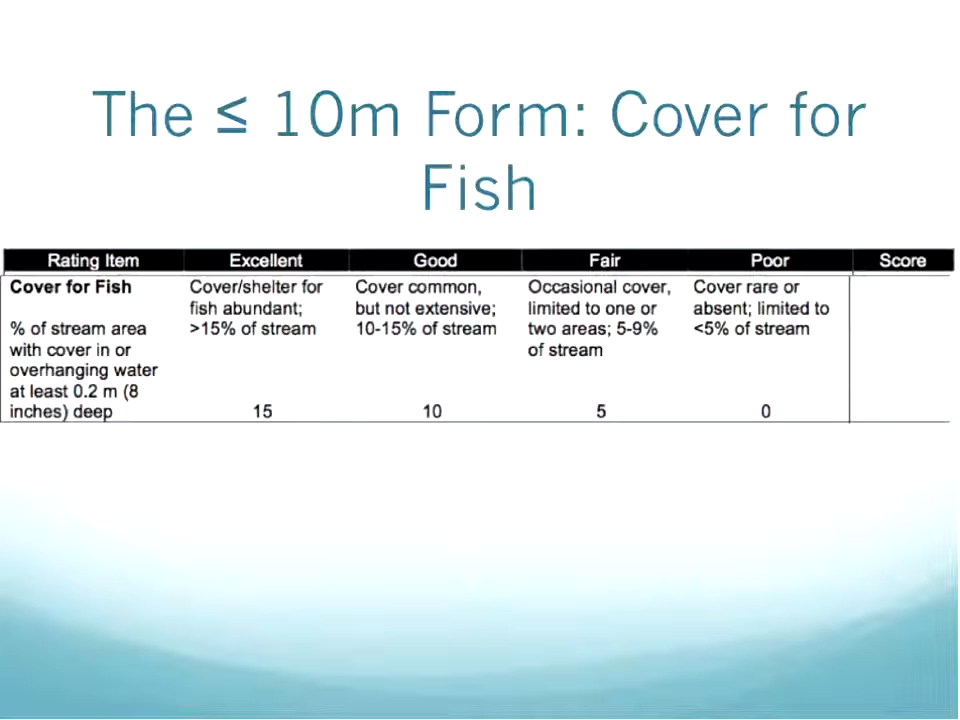 The ≤ 10m Form: Cover for
Fish
Rating Item Excellent Good Fair Poor Score
Cover for Fish
% of stream area
with cover in or
overhanging water
at least 0.2 m (8
inches) deep
Cover/shelter for
fish abundant;
>15% of stream
15
Cover common,
but not extensive;
10-15% of stream
10
Occasional cover,
limited to one or
two areas; 5-9%
of stream
5
Cover rare or
absent; limited to
<5% of stream
0